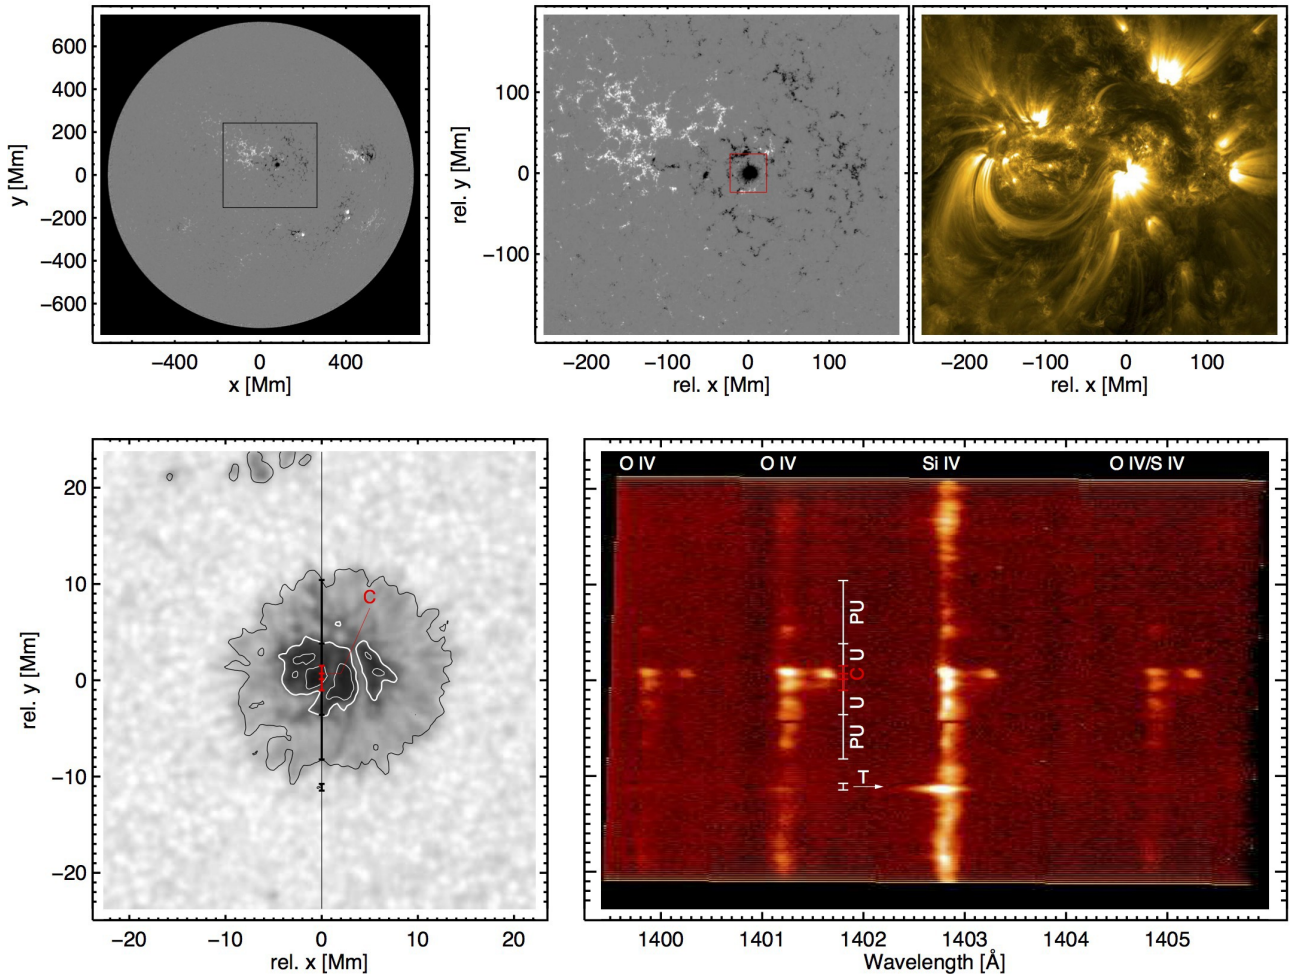 800
600
400
200
0
−200
−400
−600
y [Mm]
−400 0 400
x [Mm]
100
0
−100
rel. y [Mm]
−200 −100 0 100
rel. x [Mm]
−200 −100 0 100
rel. x [Mm]
20
10
0
−10
−20
rel. y [Mm]
C
−20 −10 0 10 20
rel. x [Mm]
O IV O IV Si IV O IV/S IV
PU
U
C
U
PU
T
1400 1401 1402 1403 1404 1405
Wavelength [Å]